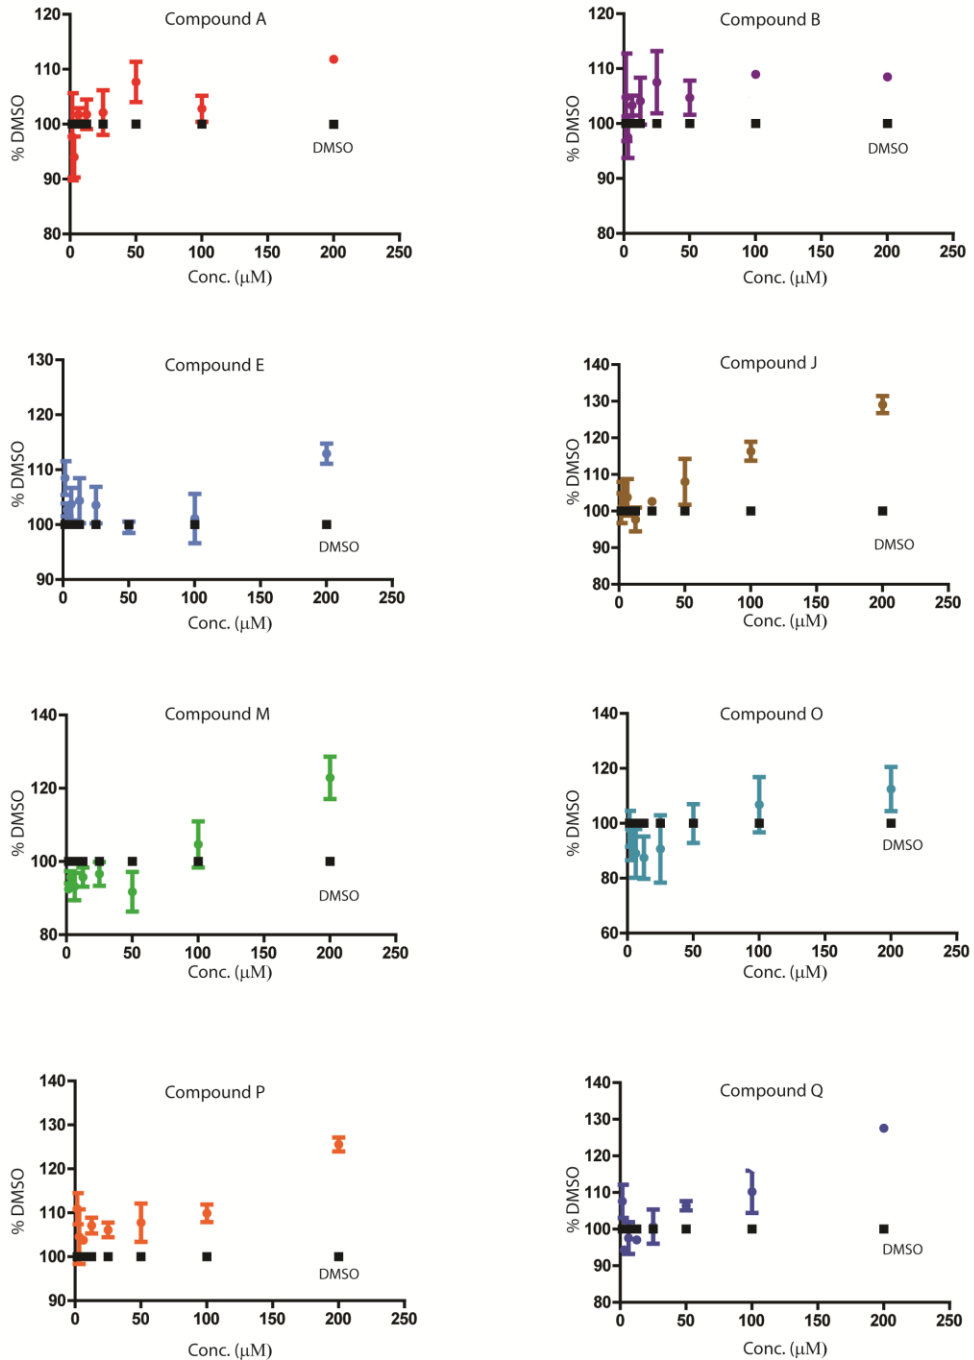 Compound A
120
110
100
90
80
% DMSO
DMSO
0 50 100 150 200 250
Conc. (μM)
Compound B
120
110
100
90
80
% DMSO
DMSO
0 50 100 150 200 250
Conc. (μM)
Compound E
130
120
110
100
90
% DMSO
DMSO
0 50 100 150 200 250
Conc. (μM)
Compound J
140
130
120
110
100
90
80
% DMSO
DMSO
0 50 100 150 200 250
Conc. (μM)
Compound M
140
120
100
80
% DMSO
DMSO
0 50 100 150 200 250
Conc. (μM)
Compound O
140
120
100
80
60
% DMSO
DMSO
0 50 100 150 200 250
Conc. (μM)
Compound P
140
130
120
110
100
90
% DMSO
DMSO
0 50 100 150 200 250
Conc. (μM)
Compound Q
140
130
120
110
100
90
80
% DMSO
DMSO
0 50 100 150 200 250
Conc. (μM)